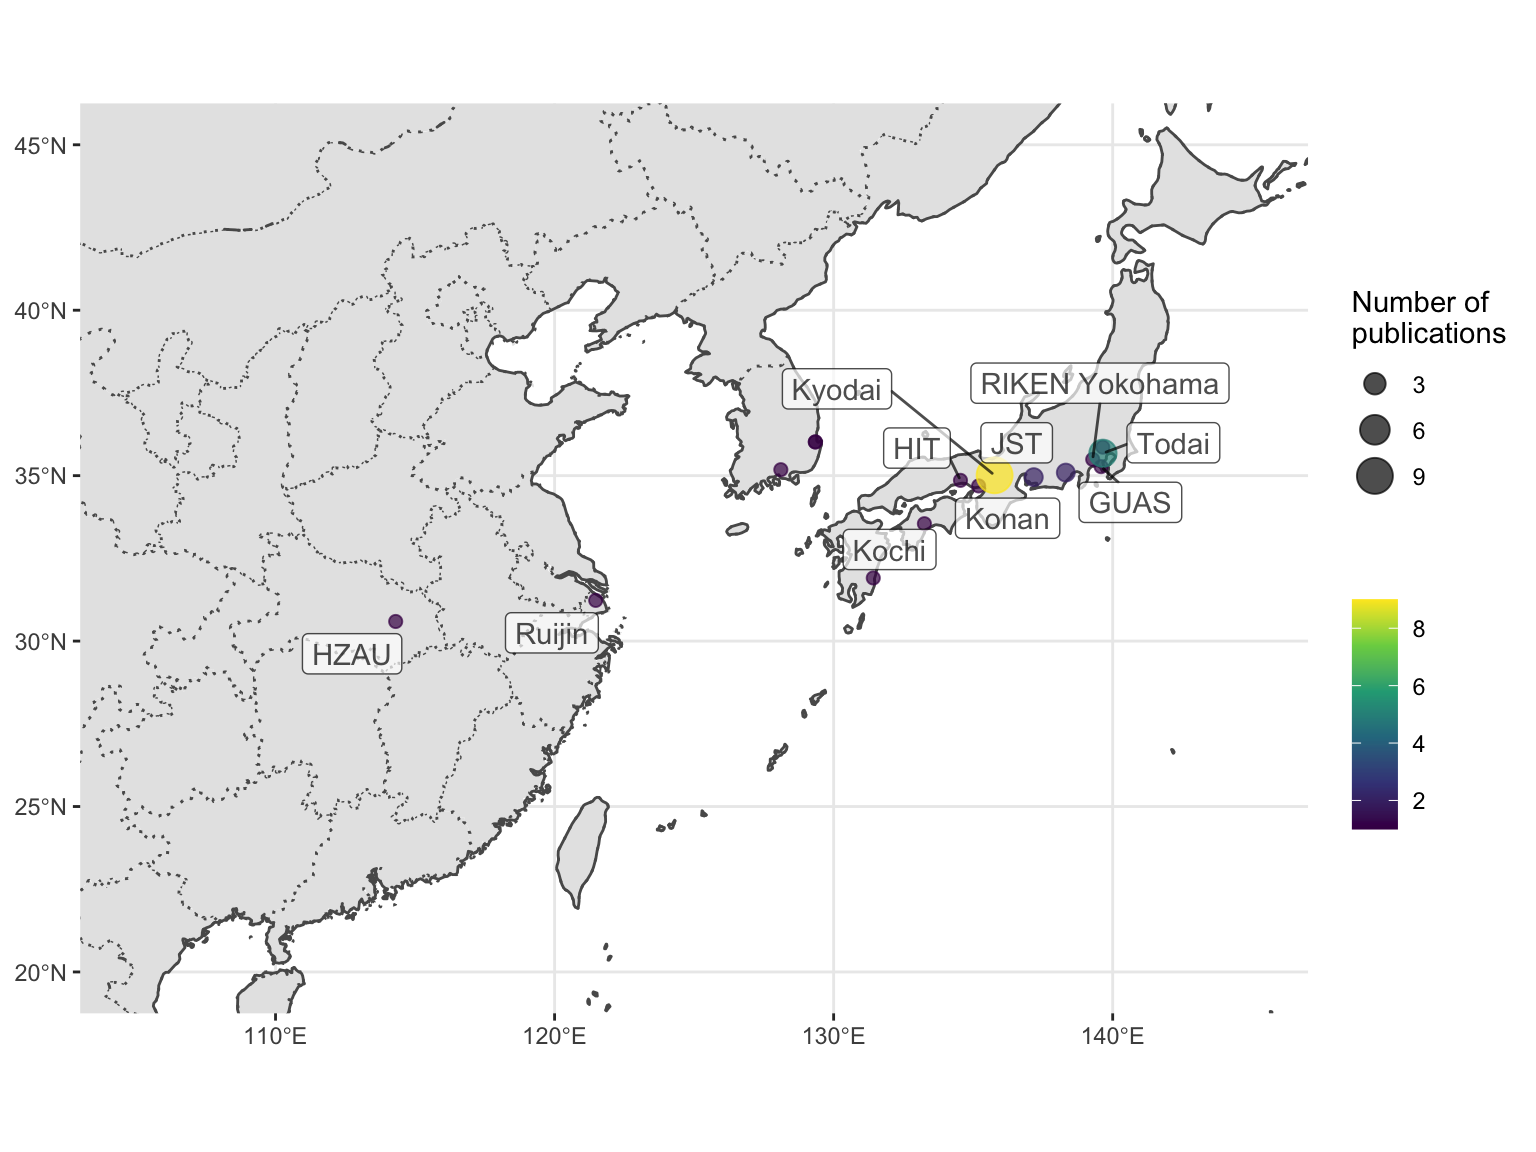 45°N
40°N
35°N
30°N
25°N
20°N
110°E
120°E
130°E
140°E
Kyodai
RIKEN Yokohama
HIT
JST
Todai
GUAS
Konan
Kochi
Ruijin
HZAU
Number of
publications
3
6
9
8
6
4
2